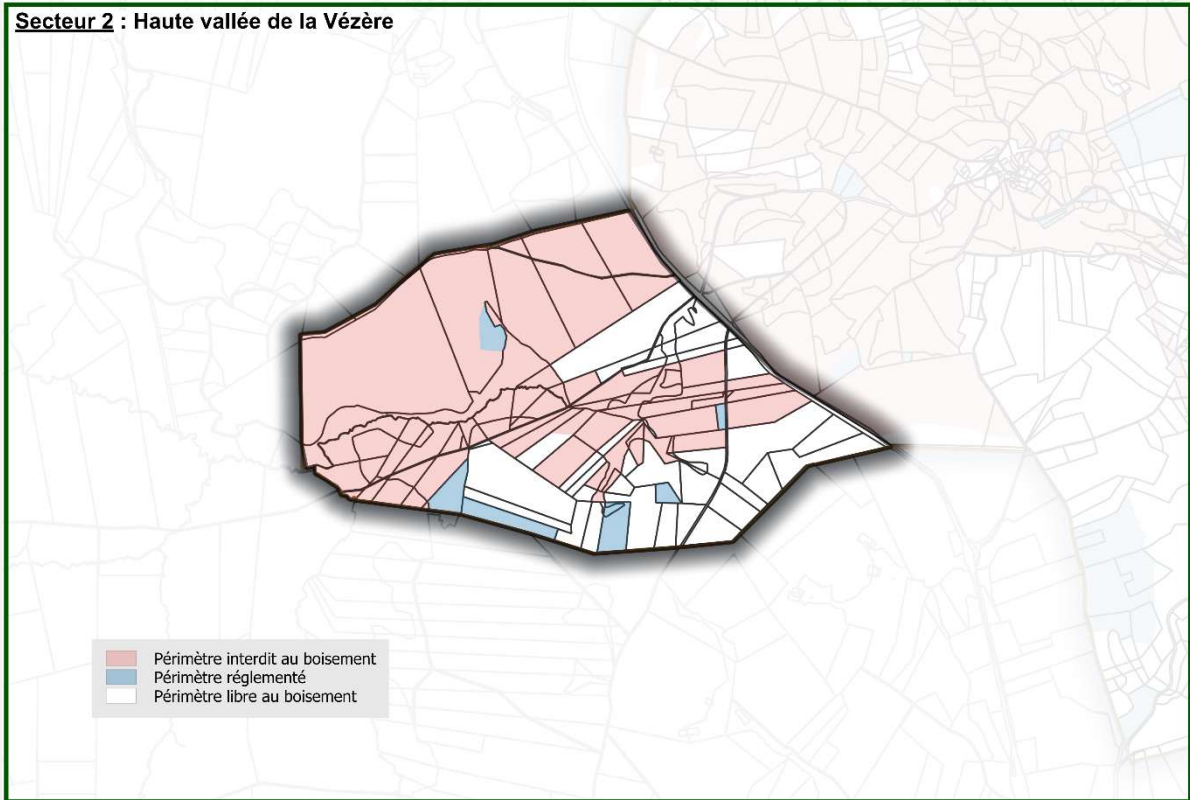 Secteur 2 : Haute vallée de la Vézère
Périmètre interdit au boisement
Périmètre réglementé
Périmètre libre au boisement